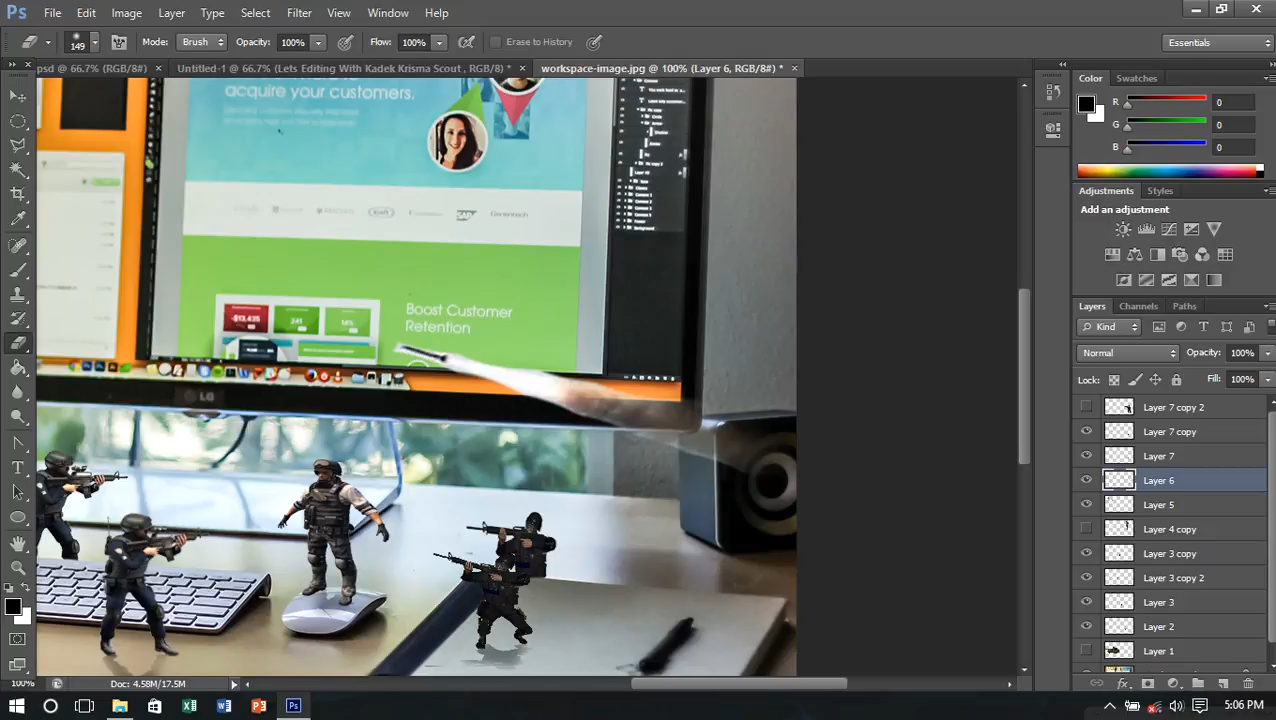 Ps File Edit Image Layer Type Select Filter View Window Help
149 Mode: Brush Opacity: 100% Flow: 100% Erase to History Essentials
psd @ 66.7% (RGB/8#) × Untitled-1 @ 66.7% (Lets Editing With Kadek Krisma Scout , RGB/8) * × workspace-image.jpg @ 100% (Layer 6, RGB/8#) * ×
acquire your customers.
SAP
-$13,435
241
Boost Customer
Retention
LG
Color Swatches
R 0
G 0
B 0
Adjustments Styles
Add an adjustment
Layers Channels Paths
Kind
Normal Opacity: 100%
Lock: Fill: 100%
Layer 7 copy 2
Layer 7 copy
Layer 7
Layer 6
Layer 5
Layer 4 copy
Layer 3 copy
Layer 3 copy 2
Layer 3
Layer 2
Layer 1
100% Doc: 4.58M/17.5M
5:06 PM